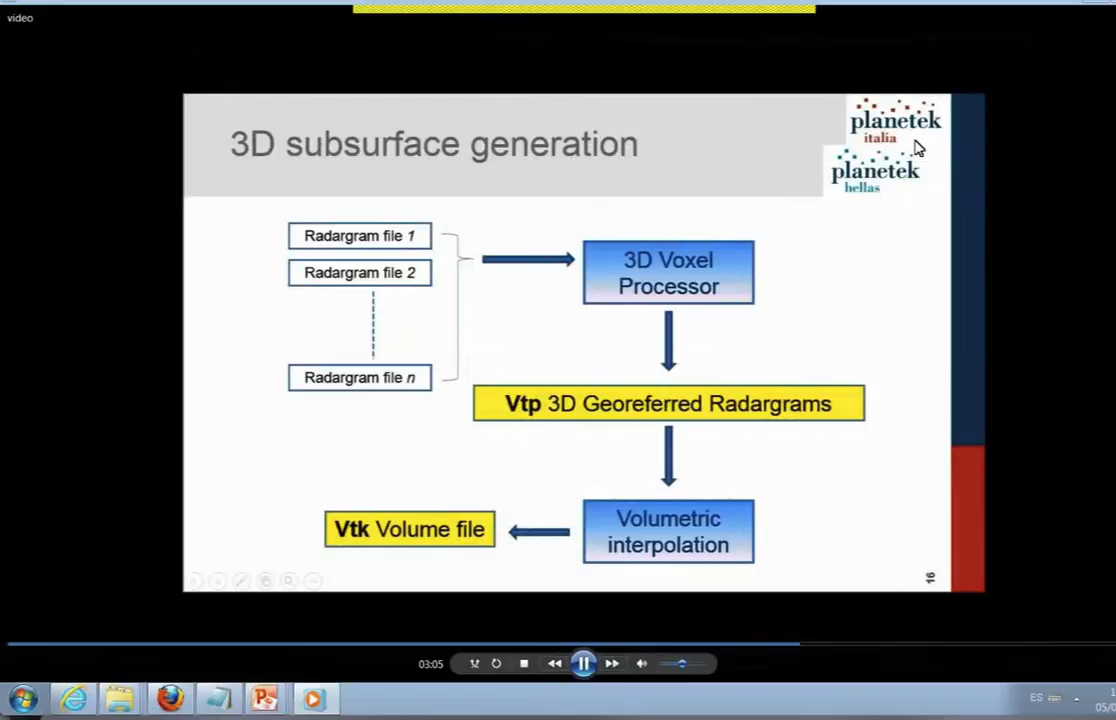 video
3D subsurface generation
planetek
italia
planetek
hellas
Radargram file 1
Radargram file 2
Radargram file n
3D Voxel
Processor
Vtp 3D Georeferred Radargrams
Volumetric
interpolation
Vtk Volume file
16
03:05
ES